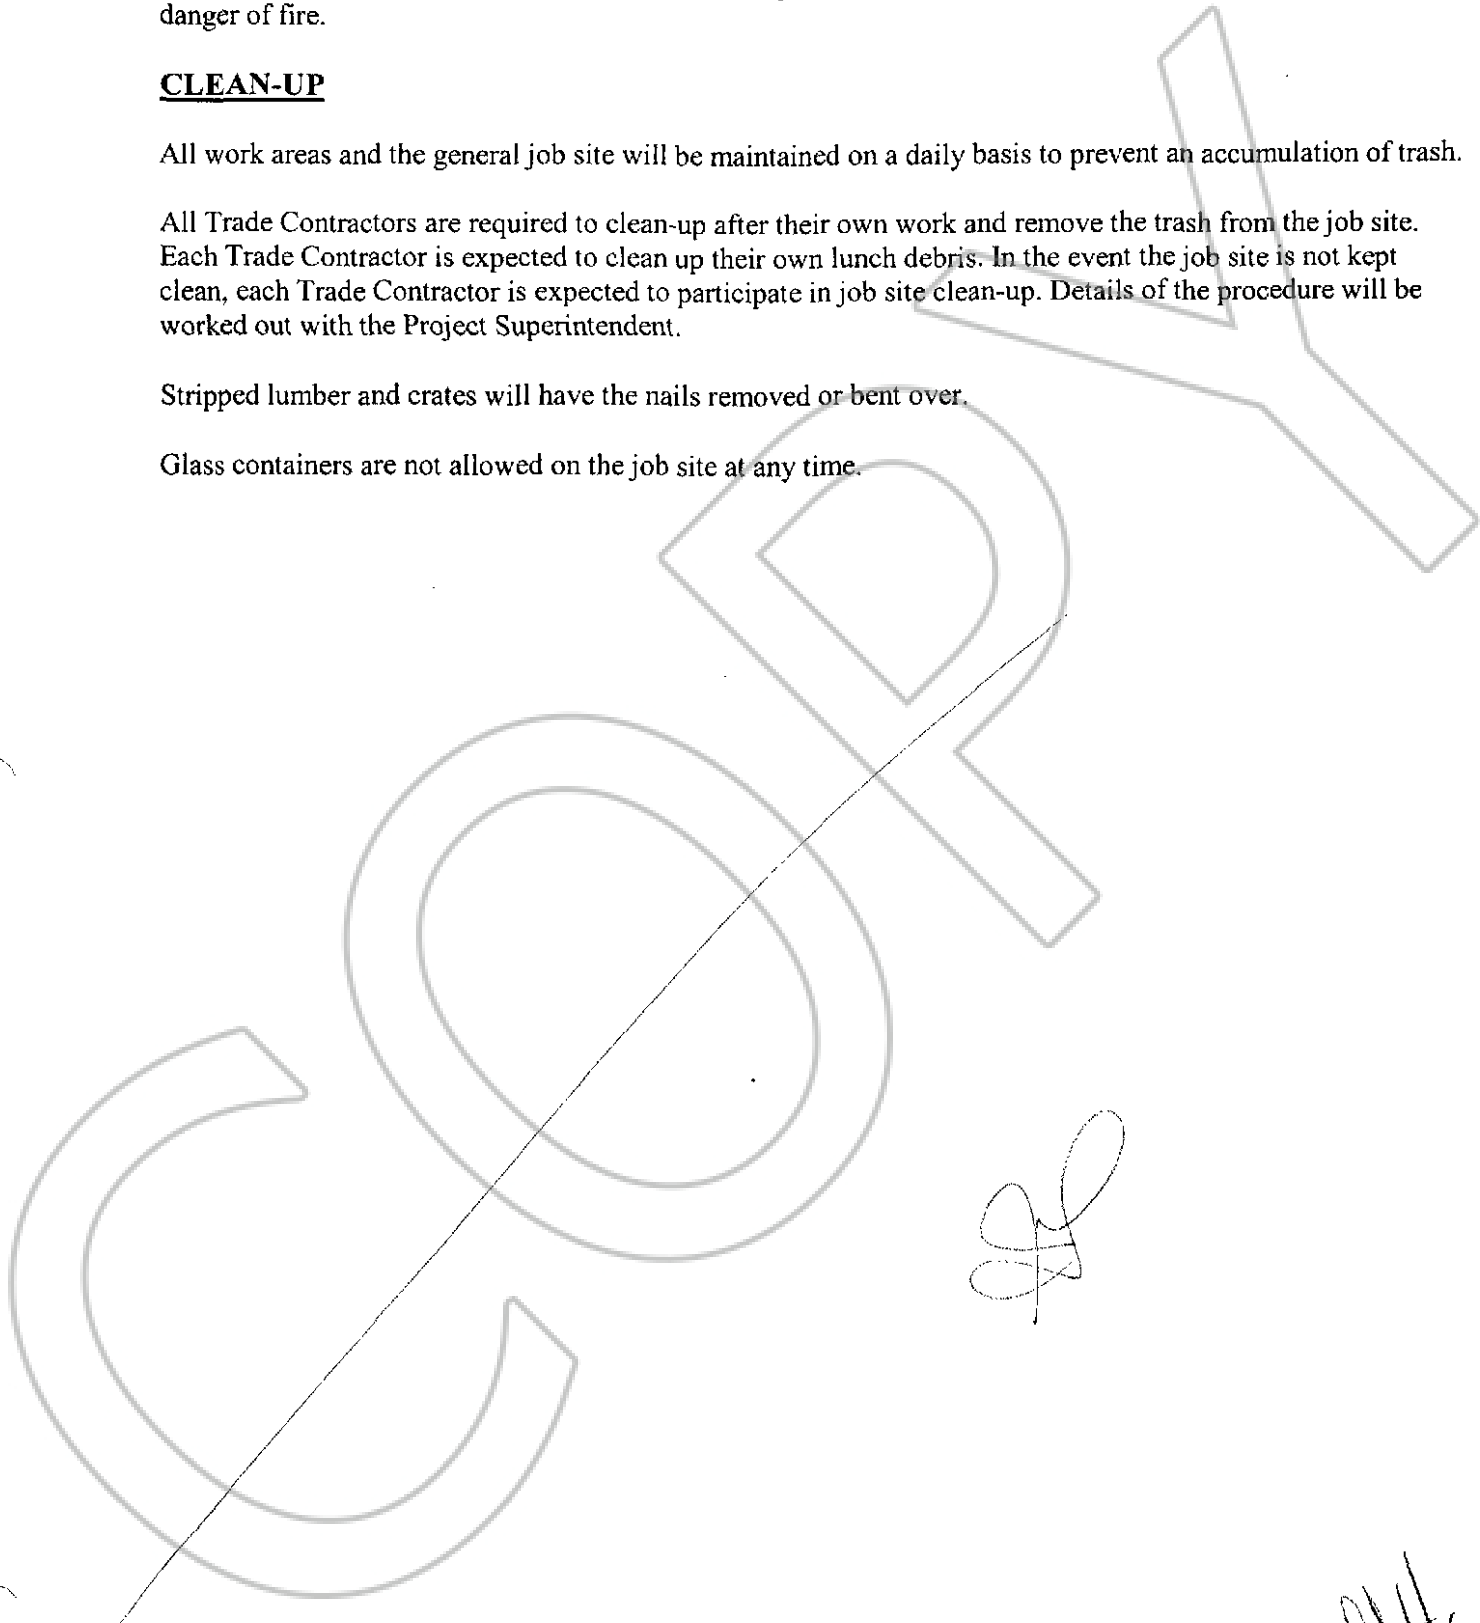 danger of fire.
CLEAN-UP
All work areas and the general job site will be maintained on a daily basis to prevent an accumulation of trash.
All Trade Contractors are required to clean-up after their own work and remove the trash from the job site.
Each Trade Contractor is expected to clean up their own lunch debris. In the event the job site is not kept
clean, each Trade Contractor is expected to participate in job site clean-up. Details of the procedure will be
worked out with the Project Superintendent.
Stripped lumber and crates will have the nails removed or bent over.
Glass containers are not allowed on the job site at any time.
COPY